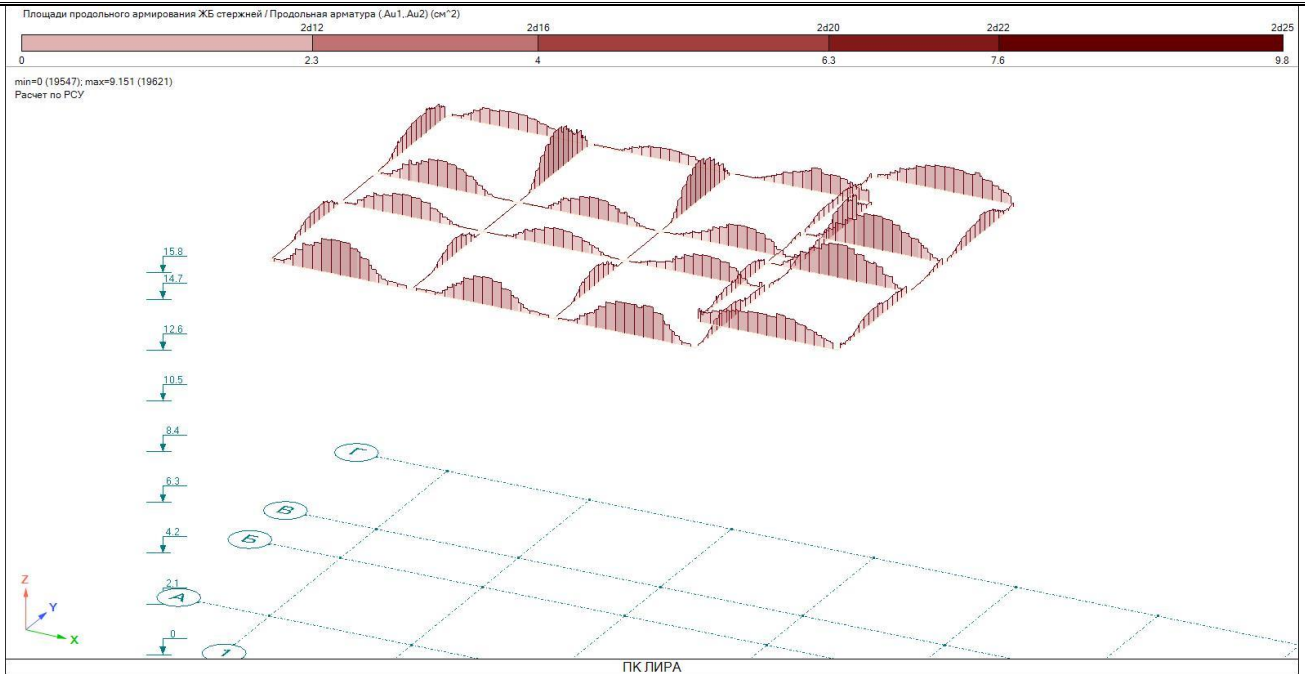 Площади продольного армирования ЖБ стержней / Продольная арматура (.Au1,.Au2) (см^2)
2d12 2d16 2d20 2d22 2d25
0 2.3 4 6.3 7.6 9.8
min=0 (19547); max=9.151 (19621)
Расчет по РСУ
15.8
14.7
12.6
10.5
8.4
Г
6.3
В
4.2
Б
2.1
А
Z
Y
X
0
1
ПК ЛИРА